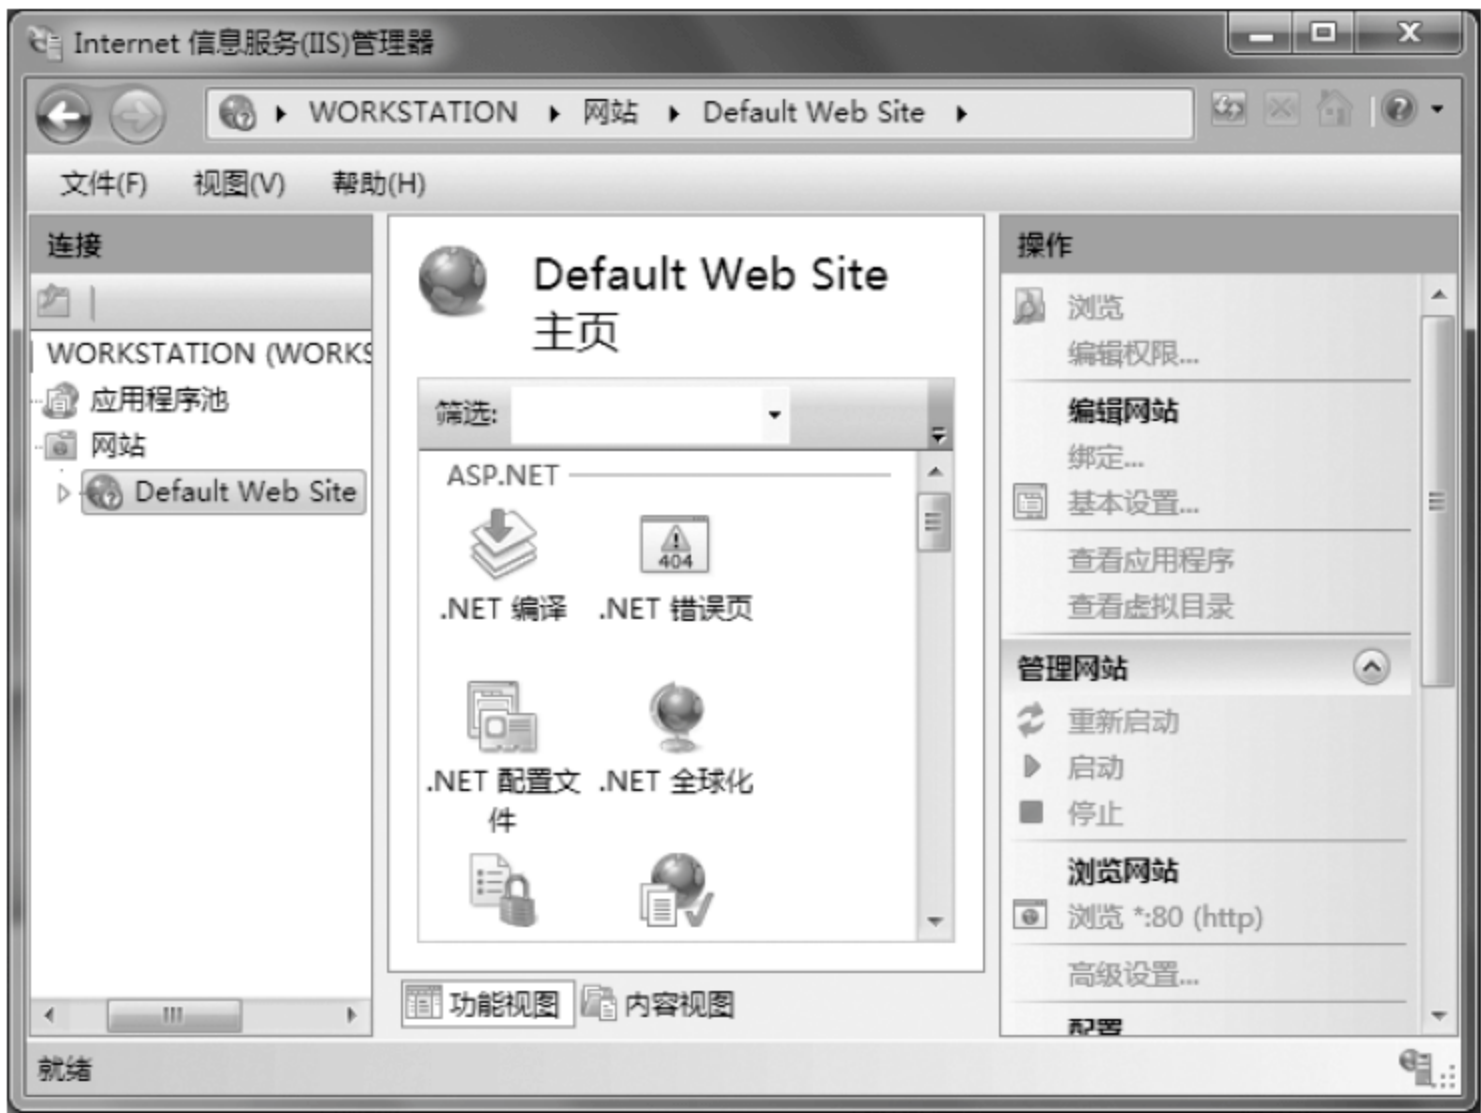 Internet 信息服务(IIS)管理器
WORKSTATION ▸ 网站 ▸ Default Web Site ▸
文件(F) 视图(V) 帮助(H)
连接
WORKSTATION (WORKS
应用程序池
网站
Default Web Site
Default Web Site
主页
筛选:
ASP.NET
404
.NET 编译 .NET 错误页
.NET 配置文 .NET 全球化
件
功能视图 内容视图
操作
浏览
编辑权限...
编辑网站
绑定...
基本设置...
查看应用程序
查看虚拟目录
管理网站
重新启动
启动
停止
浏览网站
浏览 *:80 (http)
高级设置...
配置
就绪